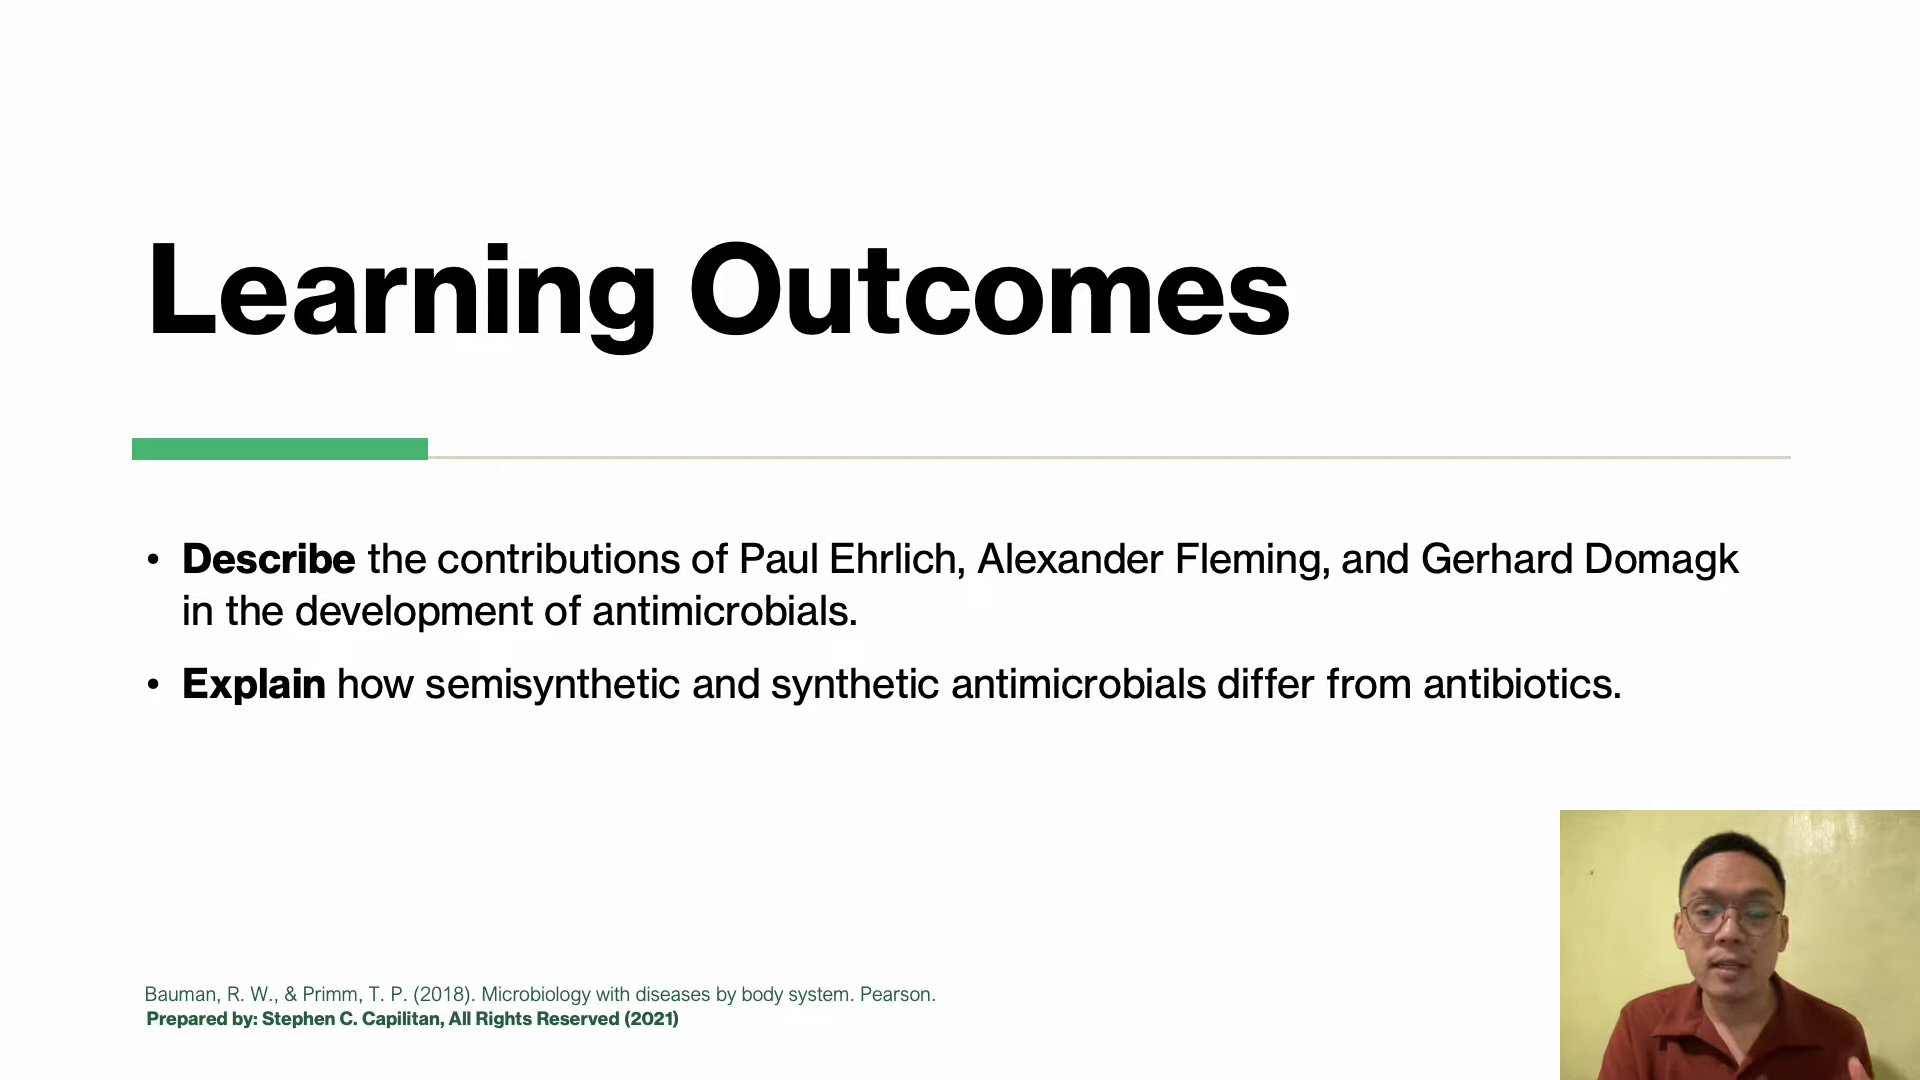 Learning Outcomes
• Describe the contributions of Paul Ehrlich, Alexander Fleming, and Gerhard Domagk
in the development of antimicrobials.
• Explain how semisynthetic and synthetic antimicrobials differ from antibiotics.
Bauman, R. W., & Primm, T. P. (2018). Microbiology with diseases by body system. Pearson.
Prepared by: Stephen C. Capilitan, All Rights Reserved (2021)